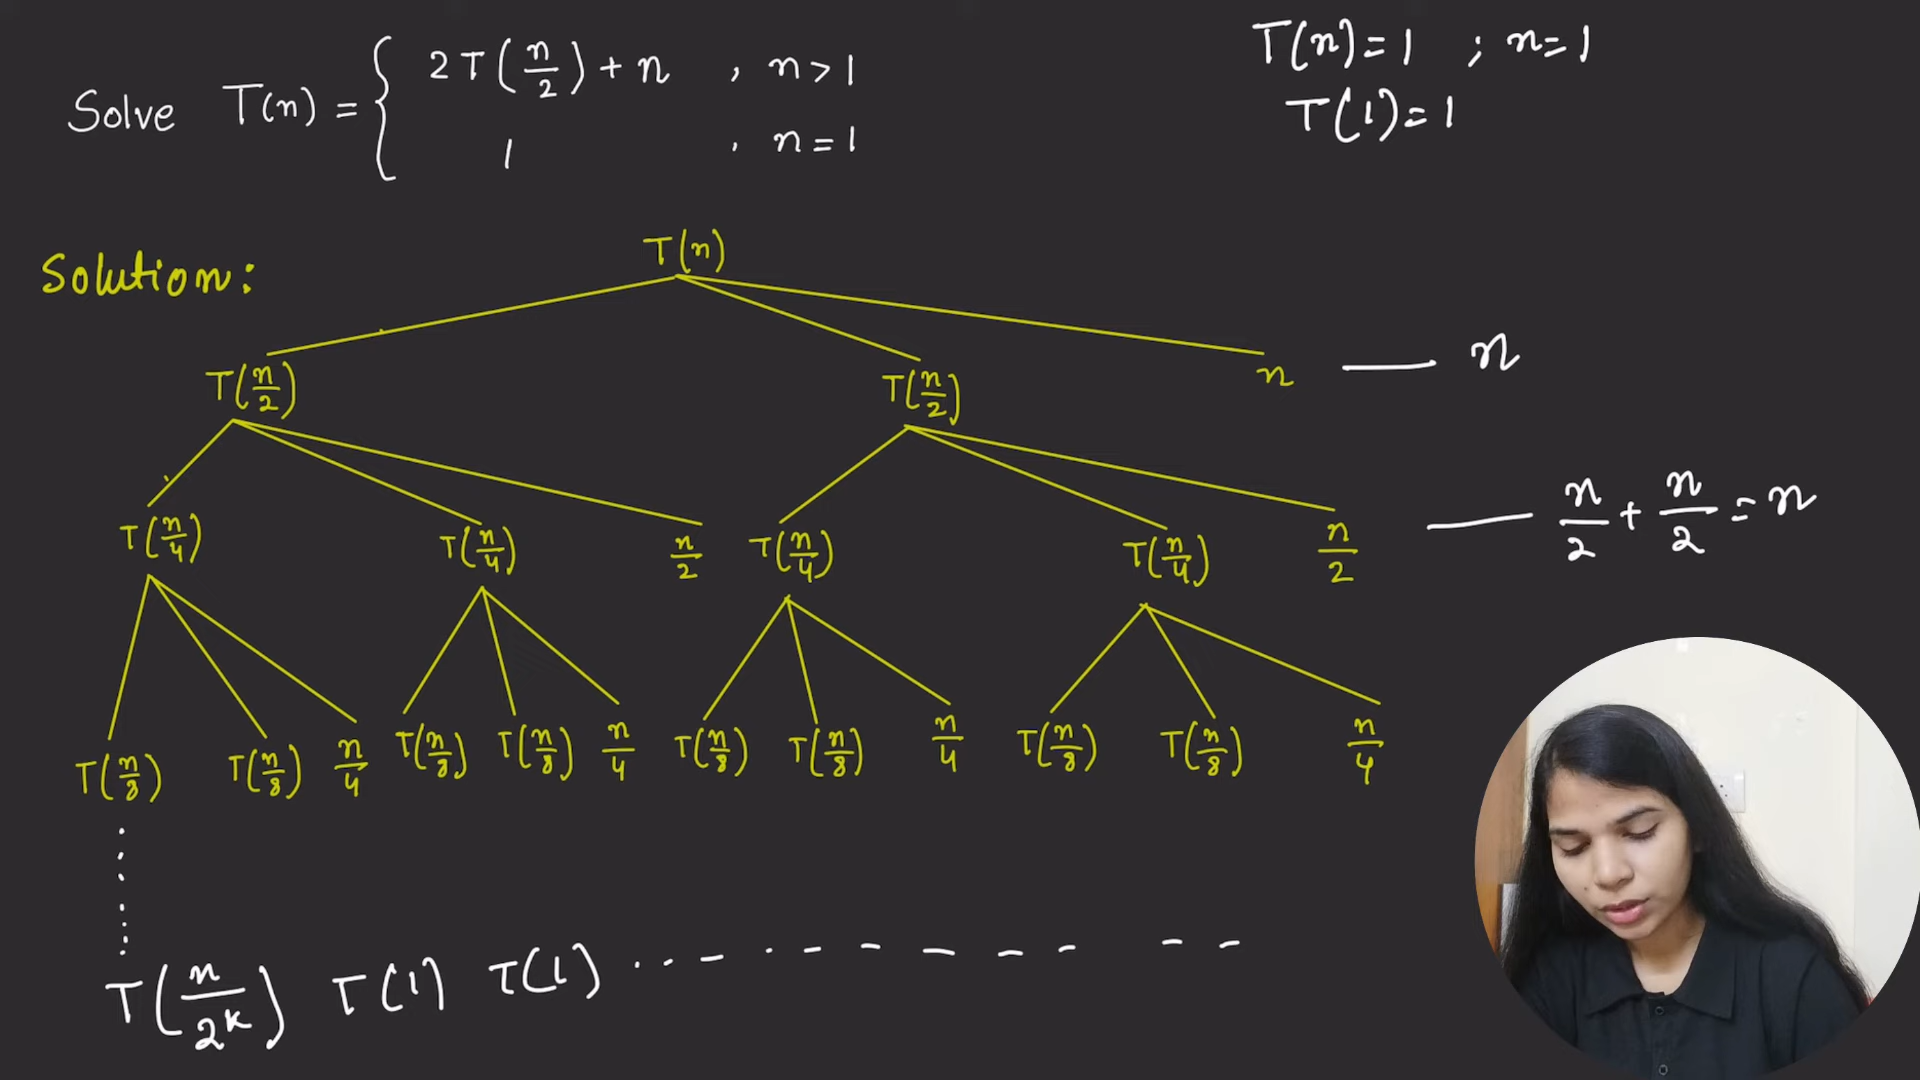 Solve T(n) = { 2T(n/2) + n , n > 1
1 , n = 1
T(n) = 1 ; n = 1
T(1) = 1
Solution:
T(n)
T(n/2) T(n/2) n — n
T(n/4) T(n/4) n/2 T(n/4) T(n/4) n/2 — n/2 + n/2 = n
T(n/8) T(n/8) n/4 T(n/8) T(n/8) n/4 T(n/8) T(n/8) n/4 T(n/8) T(n/8) n/4
T(n/2^k) T(1) T(1) ... - - - - - - - -